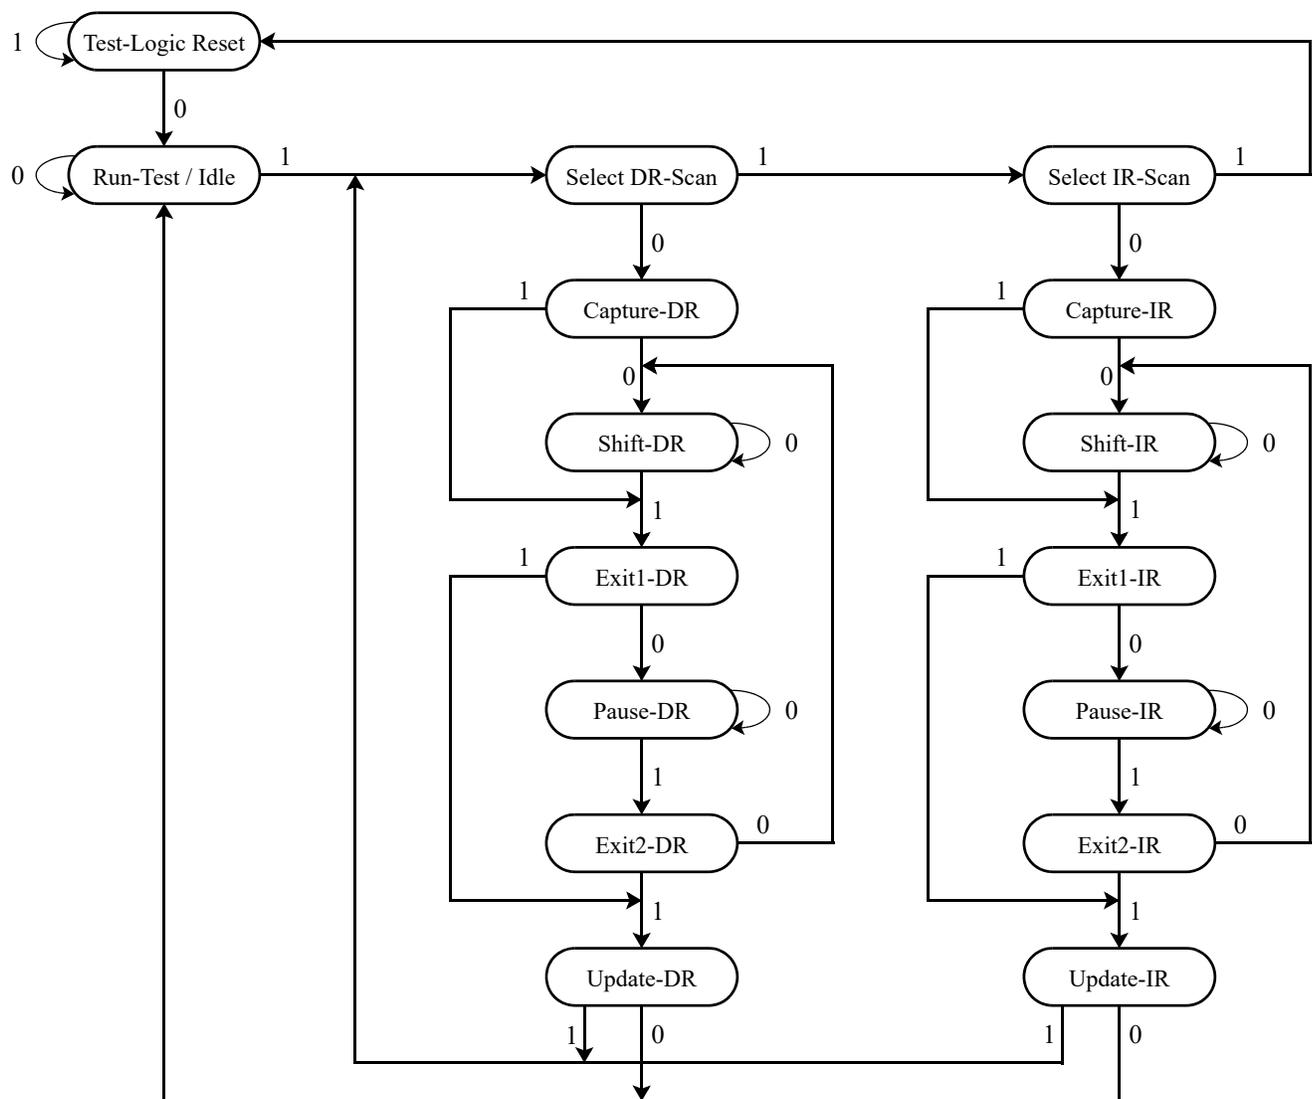 1
Test-Logic Reset
0
0
Run-Test / Idle
1
Select DR-Scan
1
Select IR-Scan
1
0
0
1
Capture-DR
1
Capture-IR
0
0
Shift-DR
0
Shift-IR
0
1
1
1
Exit1-DR
1
Exit1-IR
0
0
Pause-DR
0
Pause-IR
0
1
1
Exit2-DR
0
Exit2-IR
0
1
1
Update-DR
Update-IR
1
0
1
0